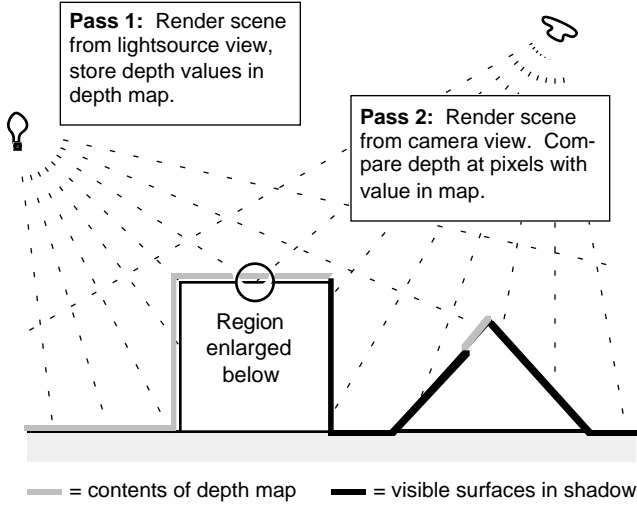 Pass 1: Render scene
from lightsource view,
store depth values in
depth map.
Pass 2: Render scene
from camera view. Com-
pare depth at pixels with
value in map.
Region
enlarged
below
= contents of depth map
= visible surfaces in shadow